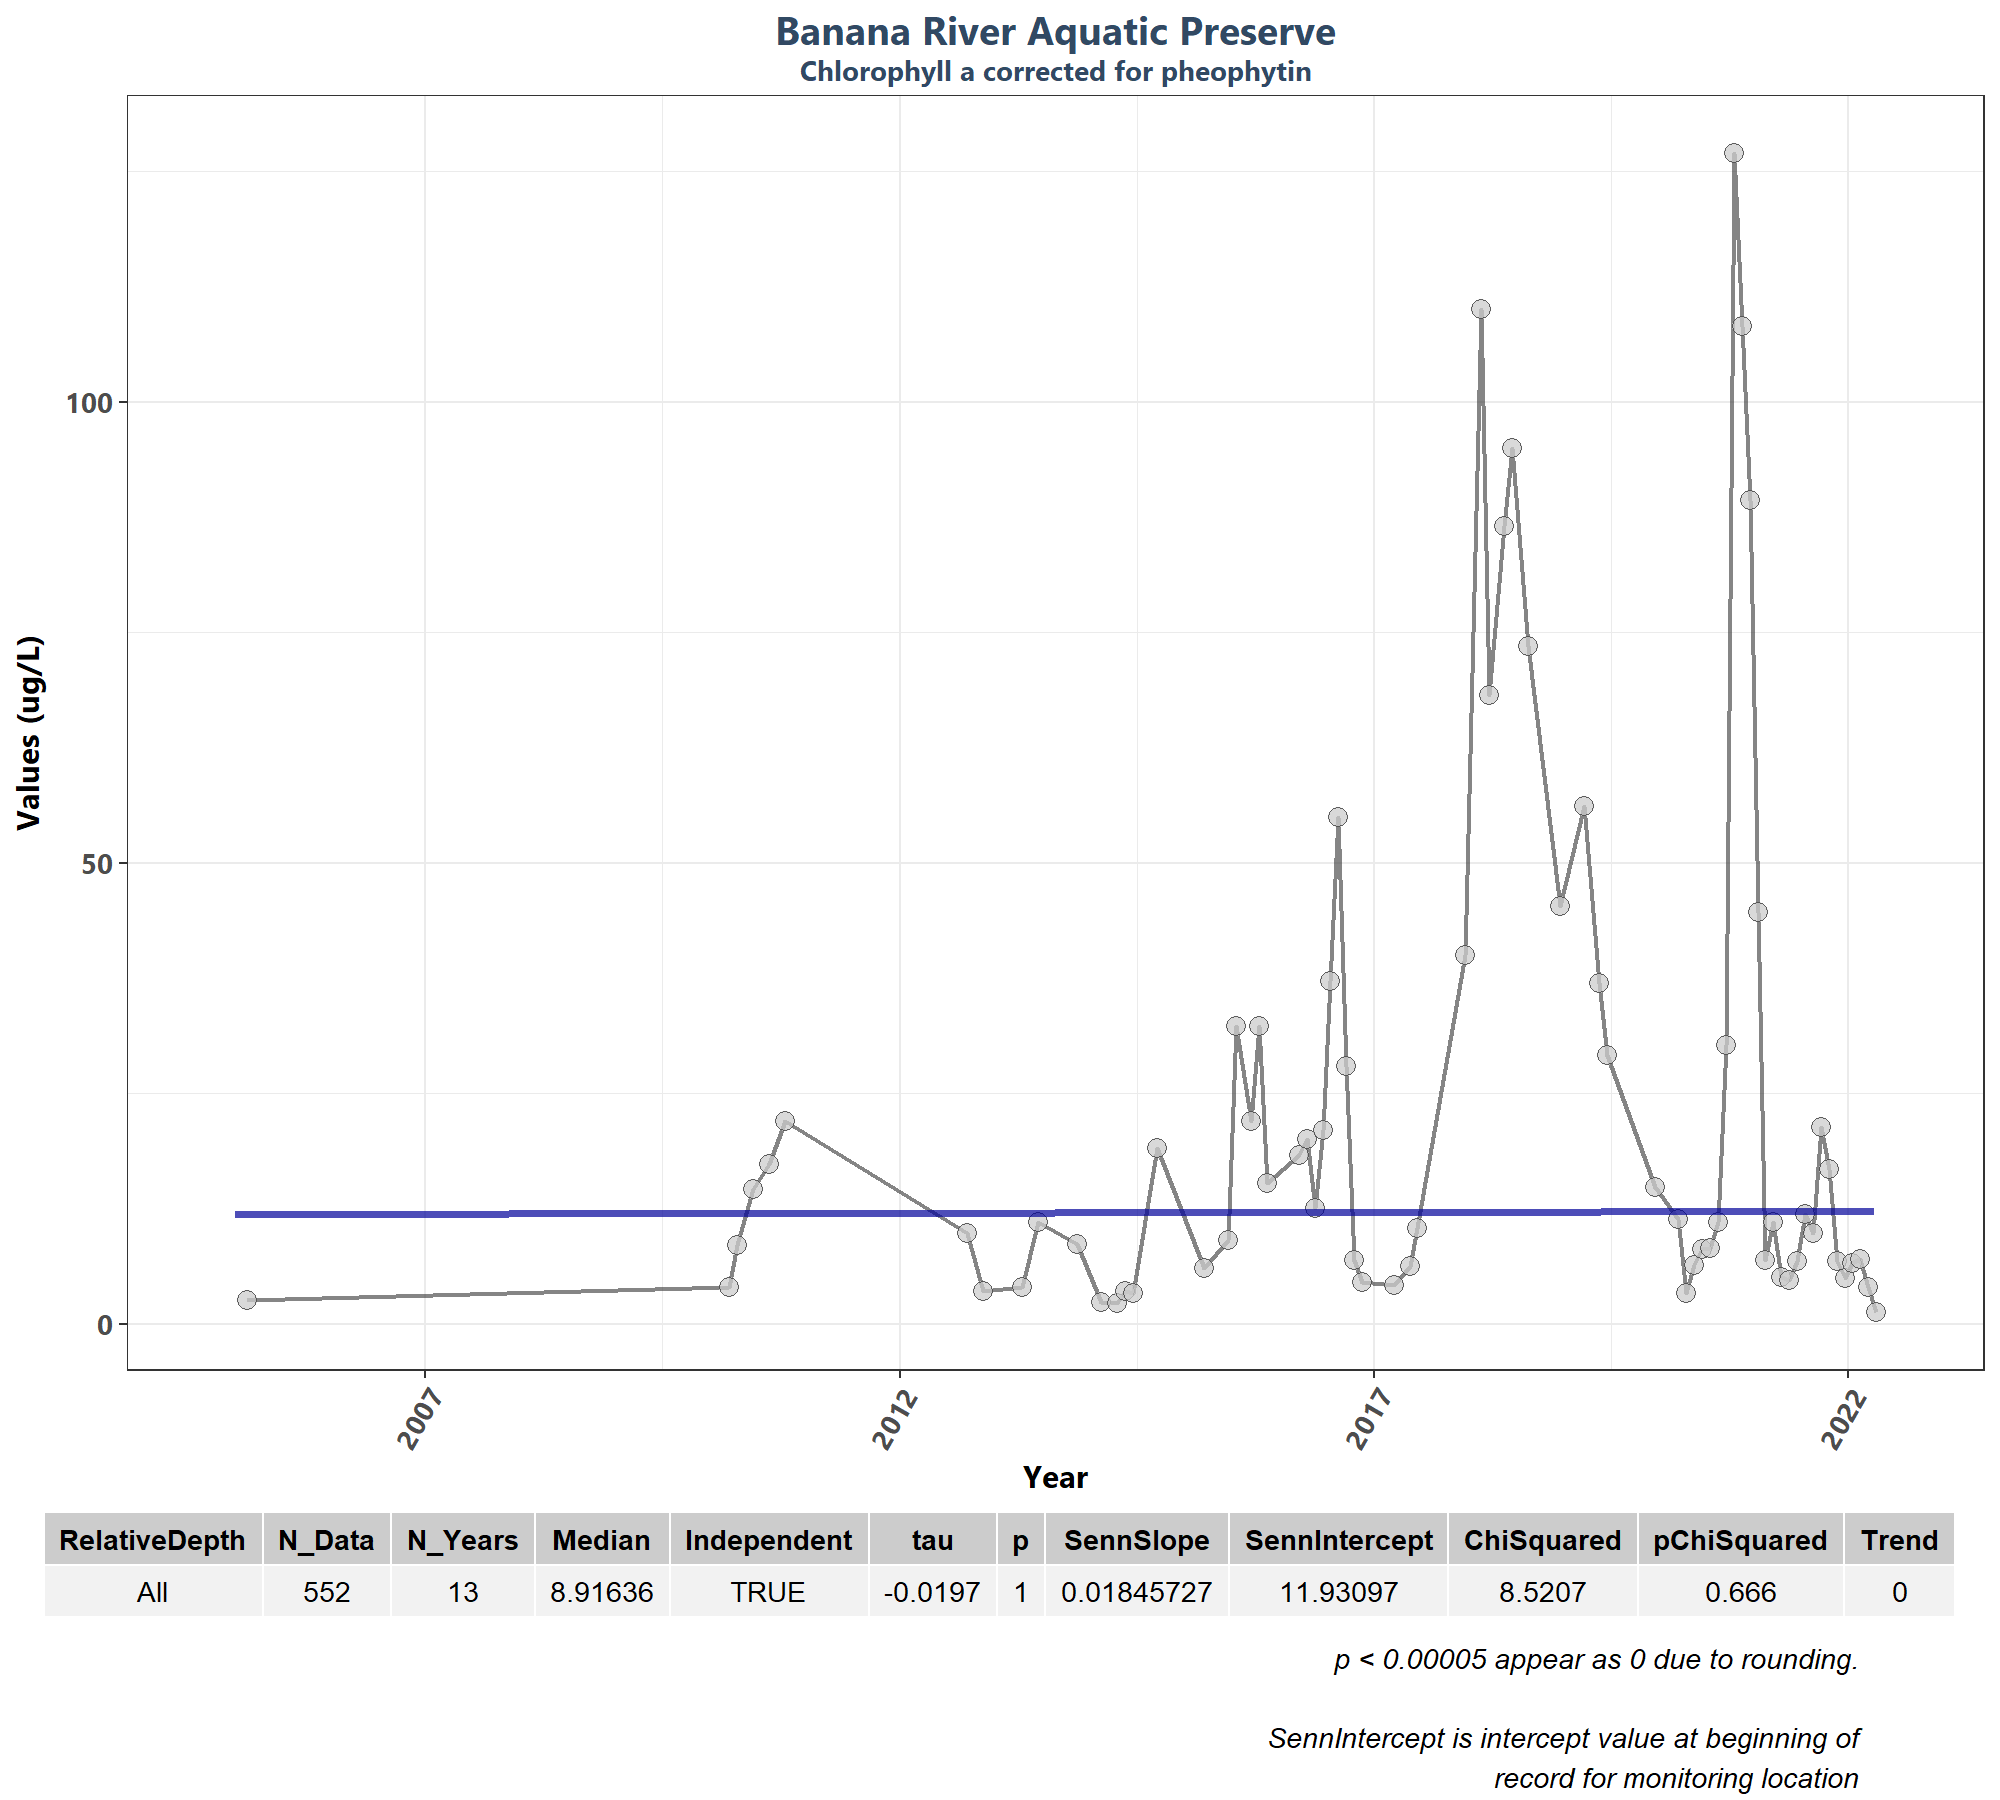 Banana River Aquatic Preserve
Chlorophyll a corrected for pheophytin
Values (ug/L)
100
50
0
2007 2012 2017 2022
Year
RelativeDepth N_Data N_Years Median Independent tau p SennSlope SennIntercept ChiSquared pChiSquared Trend
All 552 13 8.91636 TRUE -0.0197 1 0.01845727 11.93097 8.5207 0.666 0
p < 0.00005 appear as 0 due to rounding.
SennIntercept is intercept value at beginning of
record for monitoring location